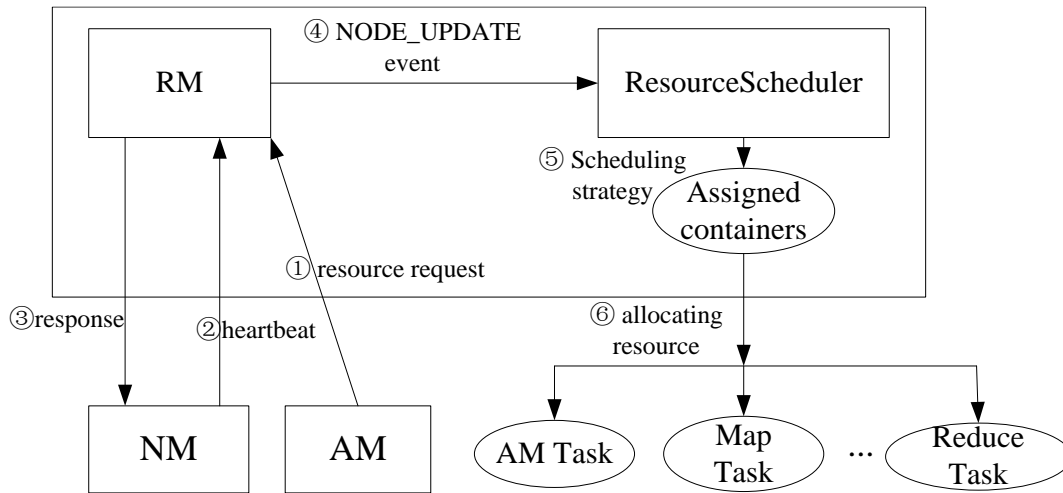 ④ NODE_UPDATE
event
RM
ResourceScheduler
⑤ Scheduling
strategy
Assigned
containers
① resource request
③response
②heartbeat
⑥ allocating
resource
NM
AM
AM Task
Map
Task
...
Reduce
Task